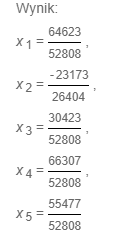 Wynik:
x1 = 64623/52808 ,
x2 = -23173/26404 ,
x3 = 30423/52808 ,
x4 = 66307/52808 ,
x5 = 55477/52808